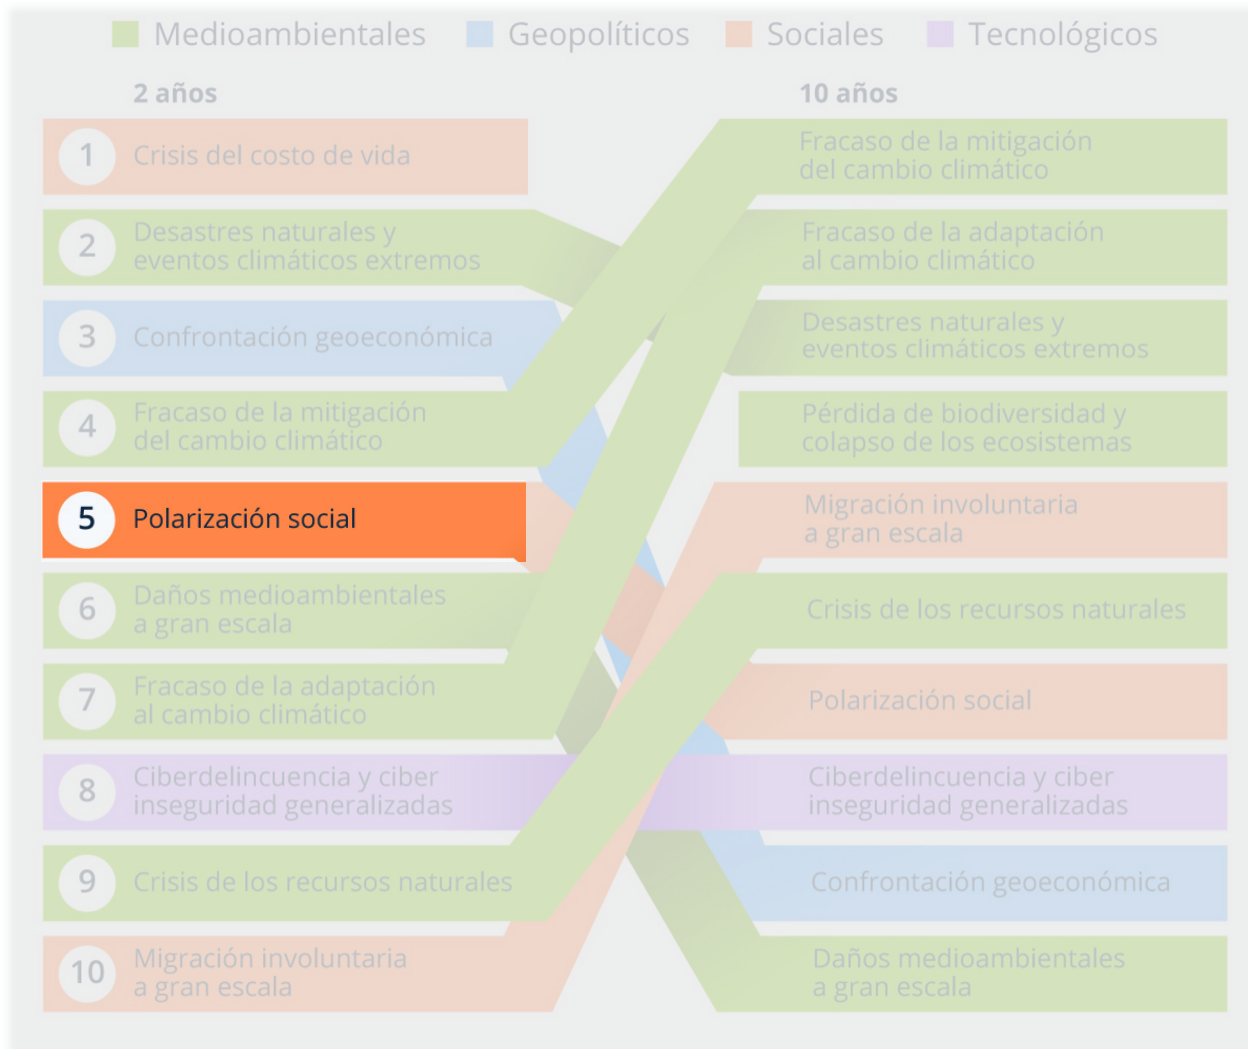 Medioambientales Geopolíticos Sociales Tecnológicos
2 años
1 Crisis del costo de vida
2 Desastres naturales y
eventos climáticos extremos
3 Confrontación geoeconómica
4 Fracaso de la mitigación
del cambio climático
5 Polarización social
6 Daños medioambientales
a gran escala
7 Fracaso de la adaptación
al cambio climático
8 Ciberdelincuencia y ciber
inseguridad generalizadas
9 Crisis de los recursos naturales
10 Migración involuntaria
a gran escala
10 años
Fracaso de la mitigación
del cambio climático
Fracaso de la adaptación
al cambio climático
Desastres naturales y
eventos climáticos extremos
Pérdida de biodiversidad y
colapso de los ecosistemas
Migración involuntaria
a gran escala
Crisis de los recursos naturales
Polarización social
Ciberdelincuencia y ciber
inseguridad generalizadas
Confrontación geoeconómica
Daños medioambientales
a gran escala